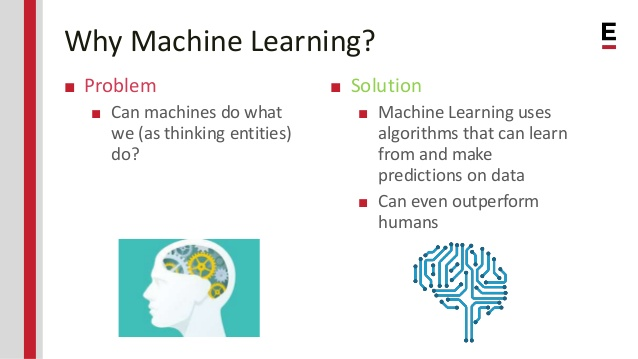 Why Machine Learning?
E
■ Problem
■ Can machines do what
we (as thinking entities)
do?
■ Solution
■ Machine Learning uses
algorithms that can learn
from and make
predictions on data
■ Can even outperform
humans